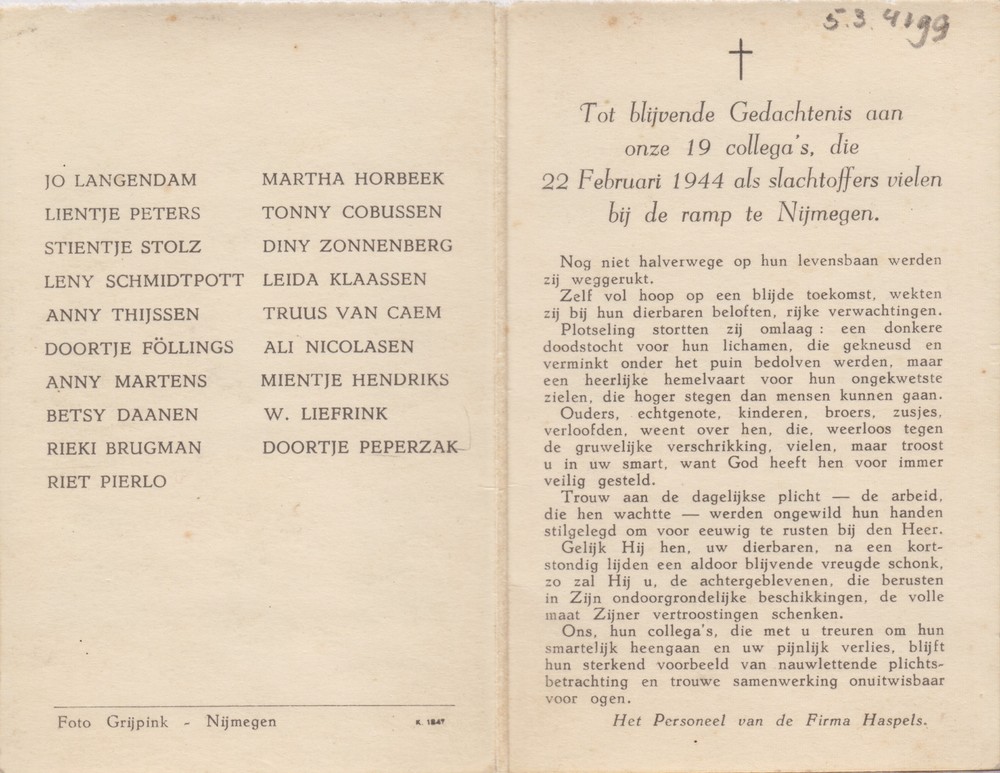 JO LANGENDAM
LIENTJE PETERS
STIENTJE STOLZ
LENY SCHMIDTPOTT
ANNY THIJSSEN
DOORTJE FÖLLINGS
ANNY MARTENS
BETSY DAANEN
RIEKI BRUGMAN
RIET PIERLO
MARTHA HORBEEK
TONNY COBUSSEN
DINY ZONNENBERG
LEIDA KLAASSEN
TRUUS VAN CAEM
ALI NICOLASEN
MIENTJE HENDRIKS
W. LIEFRINK
DOORTJE PEPERZAK
Foto Grijpink - Nijmegen
K. 1847
Tot blijvende Gedachtenis aan
onze 19 collega's, die
22 Februari 1944 als slachtoffers vielen
bij de ramp te Nijmegen.
Nog niet halverwege op hun levensbaan werden
zij weggerukt.
Zelf vol hoop op een blijde toekomst, wekten
zij bij hun dierbaren beloften, rijke verwachtingen.
Plotseling stortten zij omlaag : een donkere
doodstocht voor hun lichamen, die gekneusd en
verminkt onder het puin bedolven werden, maar
een heerlijke hemelvaart voor hun ongekwetste
zielen, die hoger stegen dan mensen kunnen gaan.
Ouders, echtgenote, kinderen, broers, zusjes,
verloofden, weent over hen, die, weerloos tegen
de gruwelijke verschrikking, vielen, maar troost
u in uw smart, want God heeft hen voor immer
veilig gesteld.
Trouw aan de dagelijkse plicht — de arbeid,
die hen wachtte — werden ongewild hun handen
stilgelegd om voor eeuwig te rusten bij den Heer.
Gelijk Hij hen, uw dierbaren, na een kort-
stondig lijden een aldoor blijvende vreugde schonk,
zo zal Hij u, de achtergeblevenen, die berusten
in Zijn ondoorgrondelijke beschikkingen, de volle
maat Zijner vertroostingen schenken.
Ons, hun collega's, die met u treuren om hun
smartelijk heengaan en uw pijnlijk verlies, blijft
hun sterkend voorbeeld van nauwlettende plichts-
betrachting en trouwe samenwerking onuitwisbaar
voor ogen.
Het Personeel van de Firma Haspels.